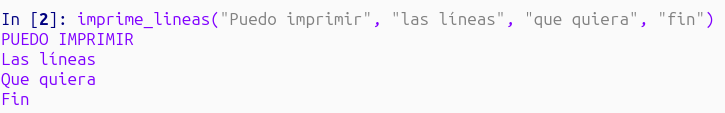 In [2]: imprime_lineas("Puedo imprimir", "las líneas", "que quiera", "fin")
PUEDO IMPRIMIR
Las líneas
Que quiera
Fin